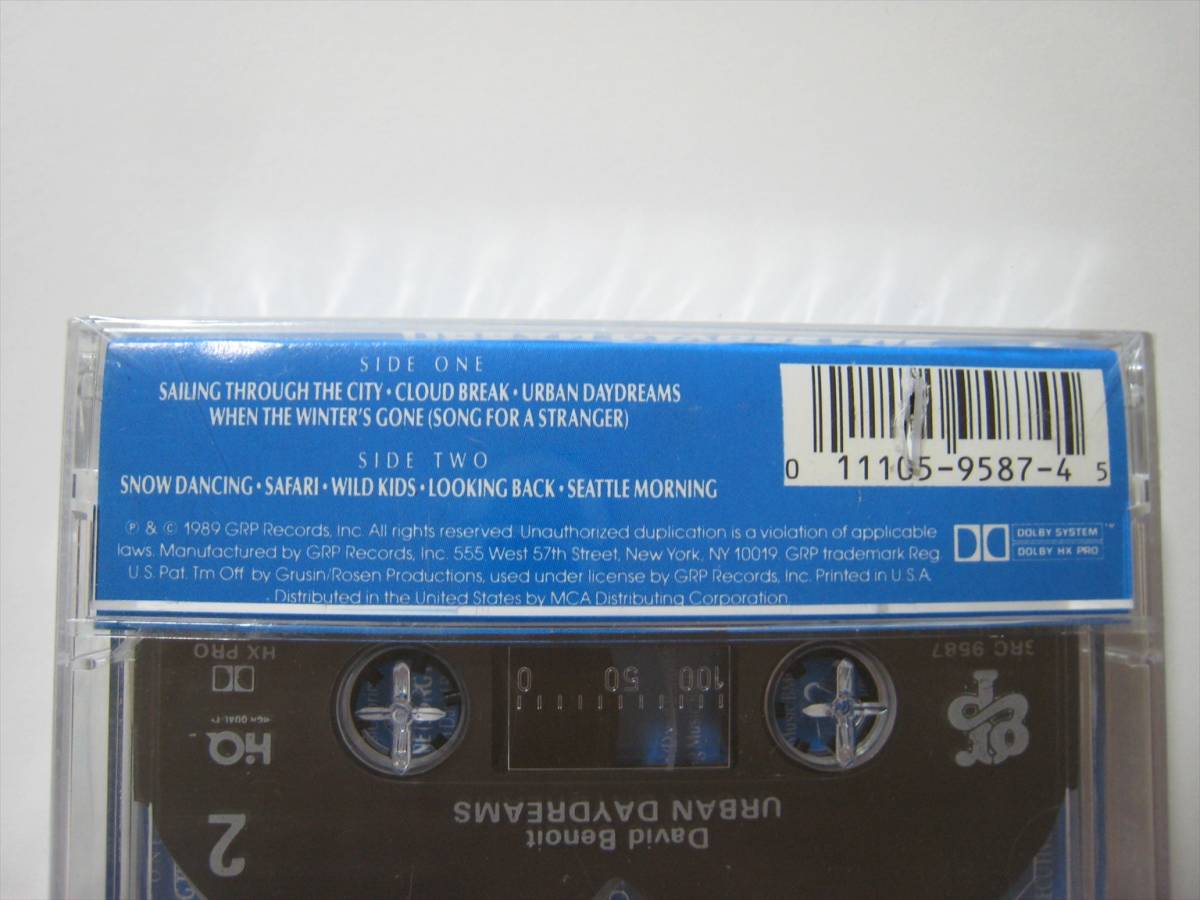 SIDE ONE
SAILING THROUGH THE CITY • CLOUD BREAK • URBAN DAYDREAMS
WHEN THE WINTER'S GONE (SONG FOR A STRANGER)
SIDE TWO
SNOW DANCING • SAFARI • WILD KIDS • LOOKING BACK • SEATTLE MORNING
℗ & © 1989 GRP Records, Inc. All rights reserved. Unauthorized duplication is a violation of applicable
laws. Manufactured by GRP Records, Inc. 555 West 57th Street, New York, NY 10019. GRP trademark Reg.
U.S. Pat. Tm Off. by Grusin/Rosen Productions, used under license by GRP Records, Inc. Printed in U.S.A.
Distributed in the United States by MCA Distributing Corporation.
DOLBY SYSTEM™
DOLBY HX PRO
0 11105-9587-4 5
HX PRO
3RC 9587
0 50 100
HIGH QUALITY
HQ
grp
2
David Benoit
URBAN DAYDREAMS